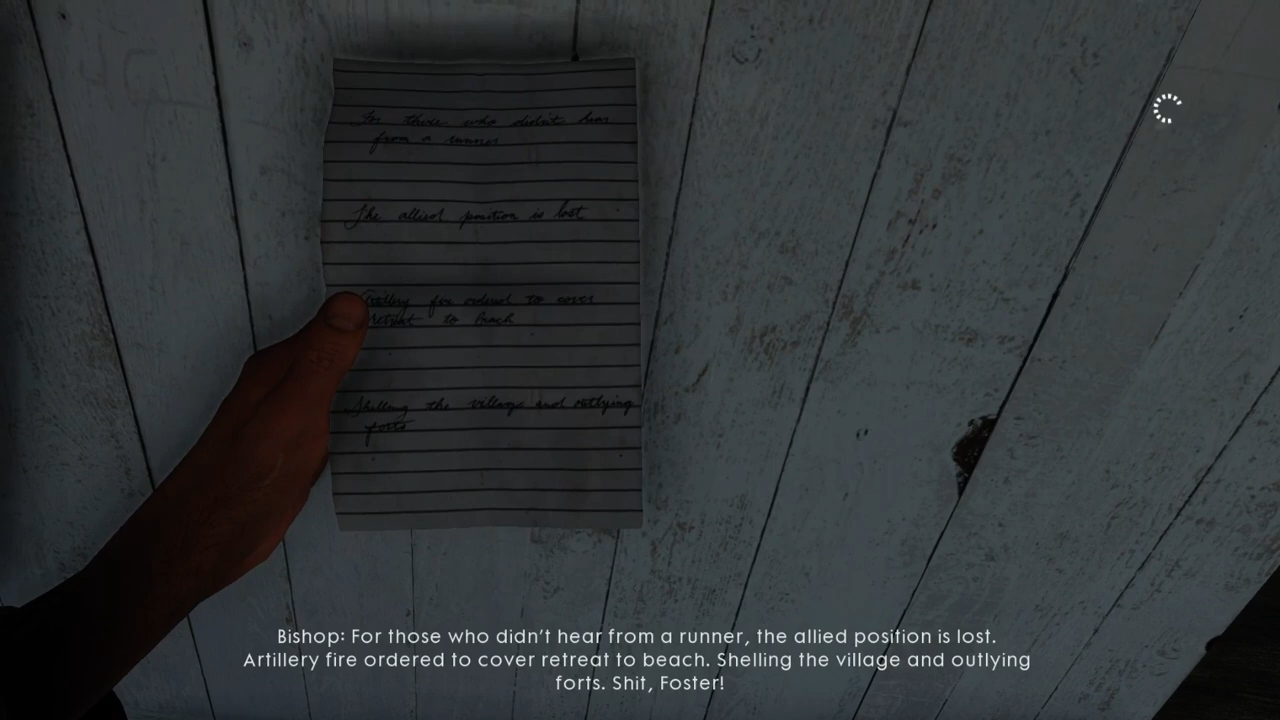 For those who didn't hear
from a runner
The allied position is lost
Artillery fire ordered to cover
retreat to beach
Shelling the village and outlying
forts
Bishop: For those who didn't hear from a runner, the allied position is lost.
Artillery fire ordered to cover retreat to beach. Shelling the village and outlying
forts. Shit, Foster!